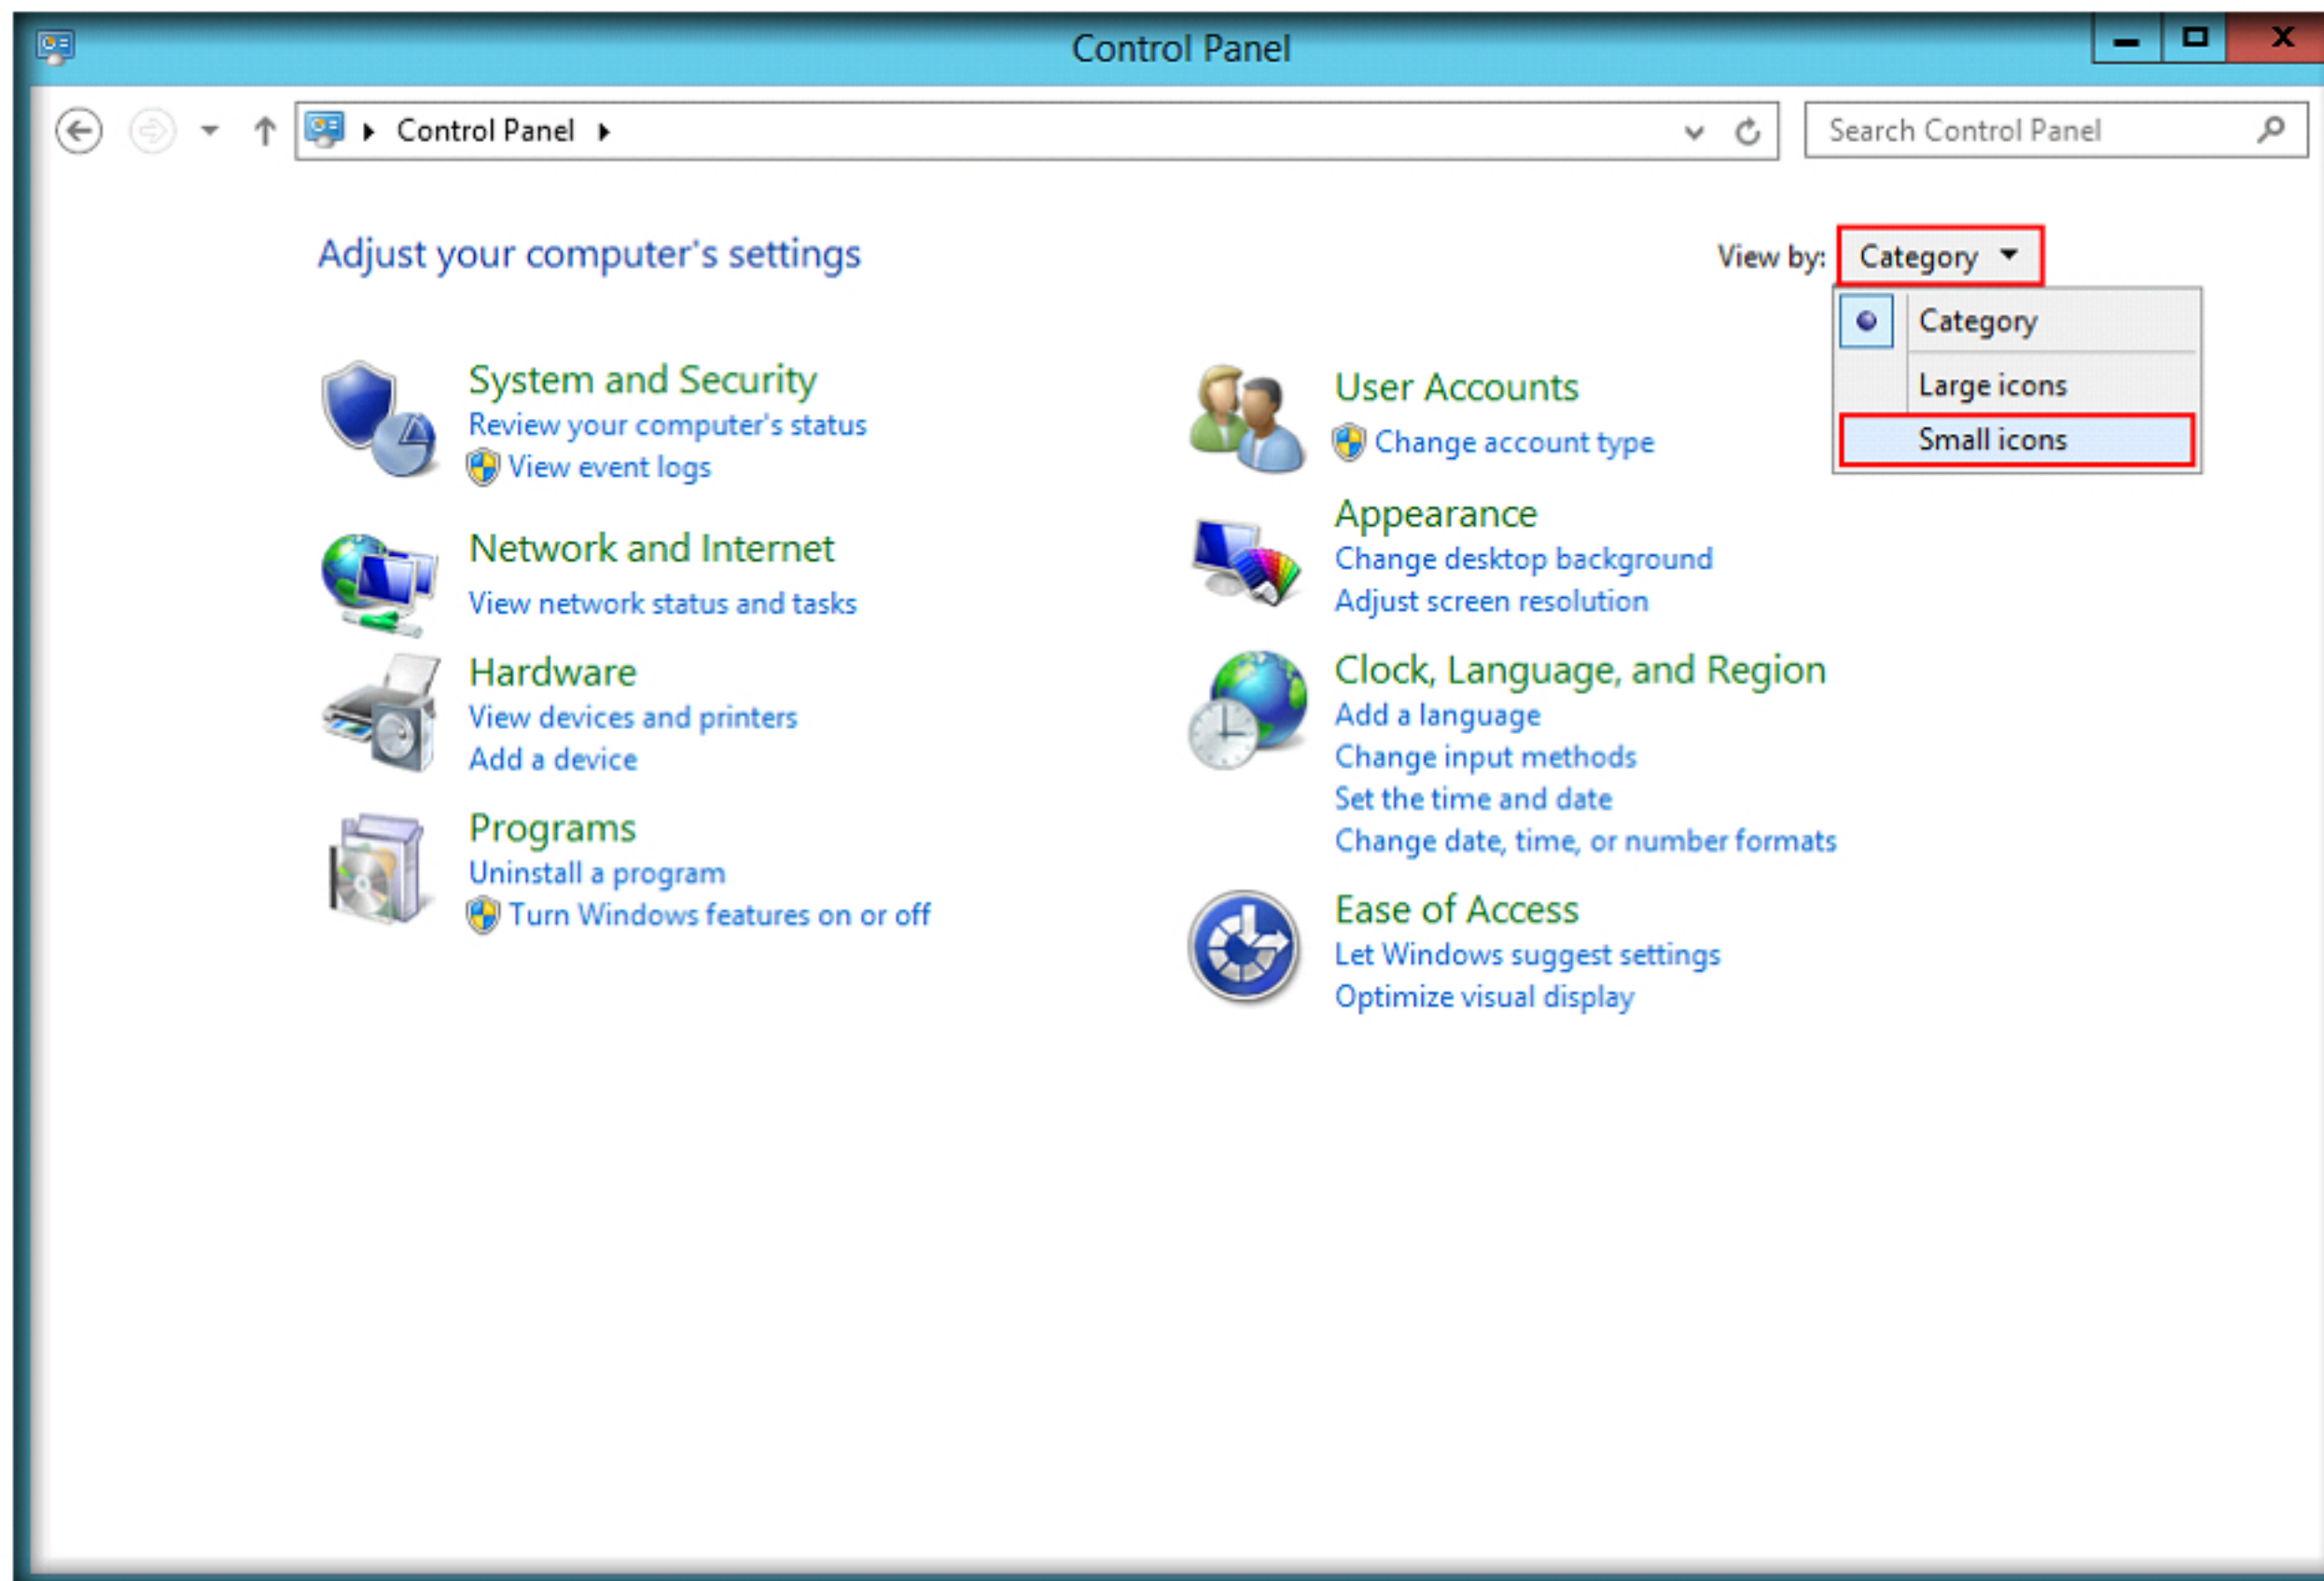 Control Panel
Control Panel
Search Control Panel
Adjust your computer's settings
View by: Category
Category
Large icons
Small icons
System and Security
Review your computer's status
View event logs
Network and Internet
View network status and tasks
Hardware
View devices and printers
Add a device
Programs
Uninstall a program
Turn Windows features on or off
User Accounts
Change account type
Appearance
Change desktop background
Adjust screen resolution
Clock, Language, and Region
Add a language
Change input methods
Set the time and date
Change date, time, or number formats
Ease of Access
Let Windows suggest settings
Optimize visual display